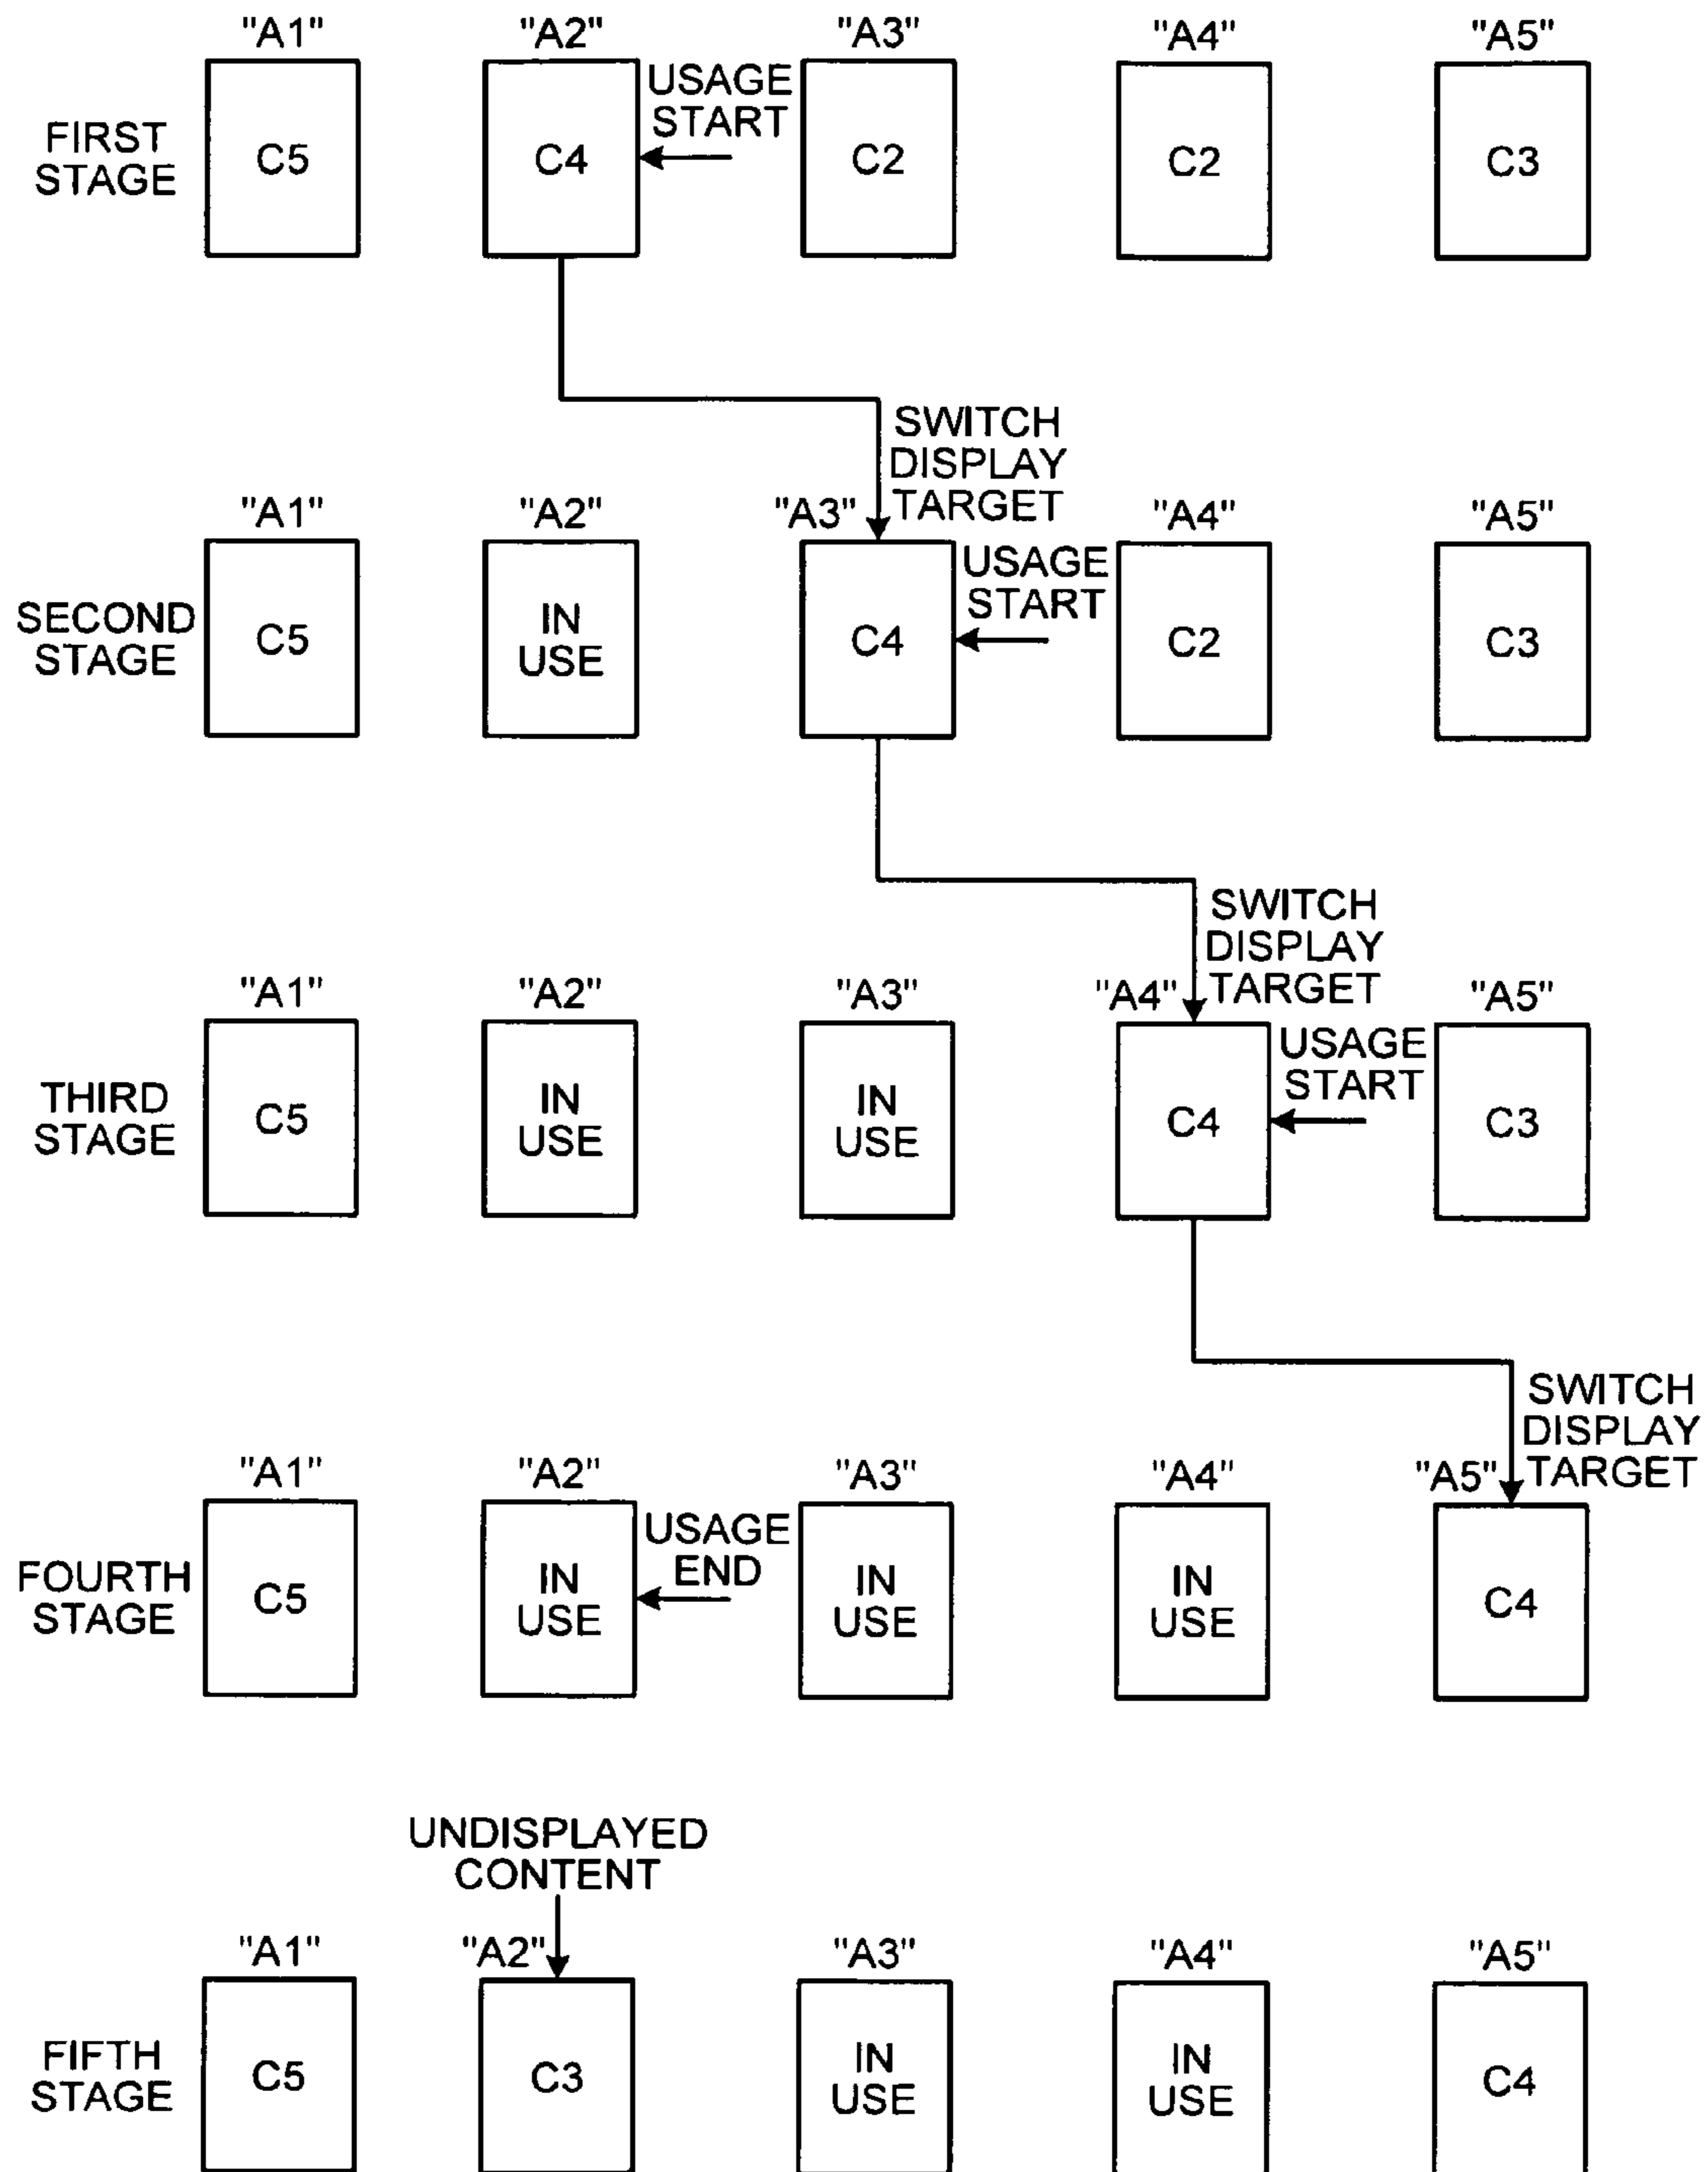 "A1" "A2" "A3" "A4" "A5"
USAGE
START
FIRST
STAGE
C5 C4 C2 C2 C3
SWITCH
DISPLAY
TARGET
"A1" "A2" "A3" "A4" "A5"
USAGE
START
SECOND
STAGE
C5
IN
USE
C4 C2 C3
SWITCH
DISPLAY
TARGET
"A1" "A2" "A3" "A4" "A5"
USAGE
START
THIRD
STAGE
C5
IN
USE
IN
USE
C4 C3
SWITCH
DISPLAY
TARGET
"A1" "A2" "A3" "A4" "A5"
USAGE
END
FOURTH
STAGE
C5
IN
USE
IN
USE
IN
USE
C4
UNDISPLAYED
CONTENT
"A1" "A2" "A3" "A4" "A5"
FIFTH
STAGE
C5 C3
IN
USE
IN
USE
C4